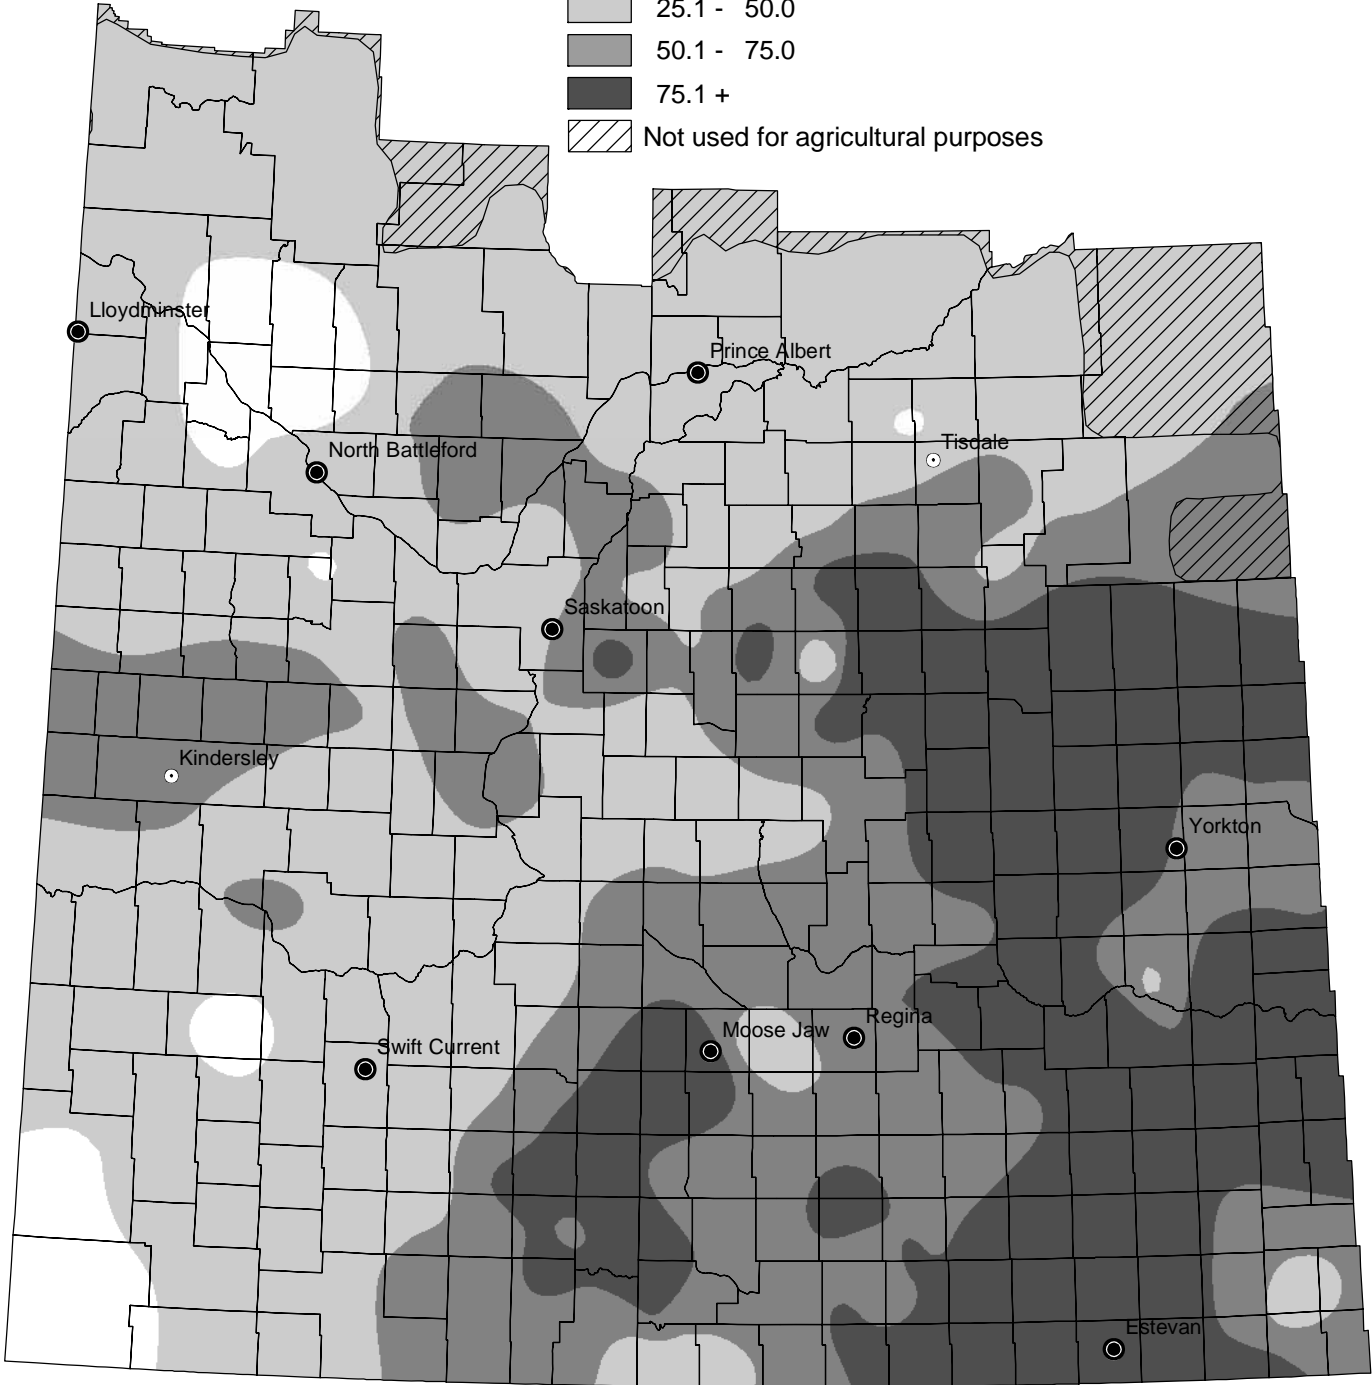 25.1 - 50.0
50.1 - 75.0
75.1 +
Not used for agricultural purposes
Lloydminster
Prince Albert
Tisdale
North Battleford
Saskatoon
Kindersley
Yorkton
Regina
Moose Jaw
Swift Current
Estevan